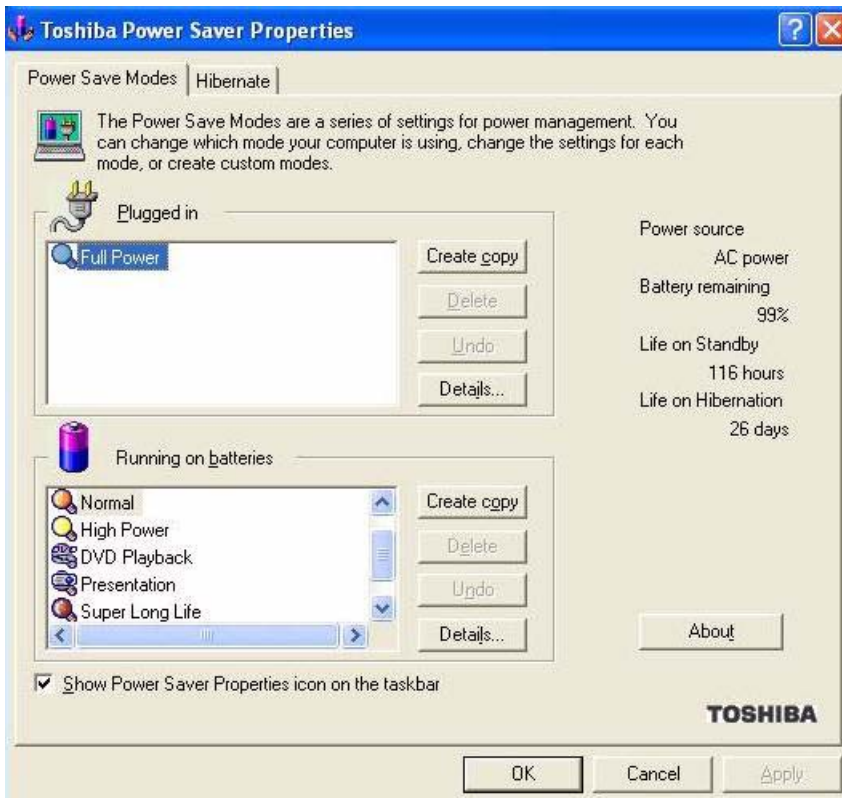 Toshiba Power Saver Properties
Power Save Modes
Hibernate
The Power Save Modes are a series of settings for power management. You
can change which mode your computer is using, change the settings for each
mode, or create custom modes.
Plugged in
Full Power
Create copy
Delete
Undo
Details...
Power source
AC power
Battery remaining
99%
Life on Standby
116 hours
Life on Hibernation
26 days
Running on batteries
Normal
High Power
DVD Playback
Presentation
Super Long Life
Create copy
Delete
Undo
Details...
About
Show Power Saver Properties icon on the taskbar
TOSHIBA
OK
Cancel
Apply